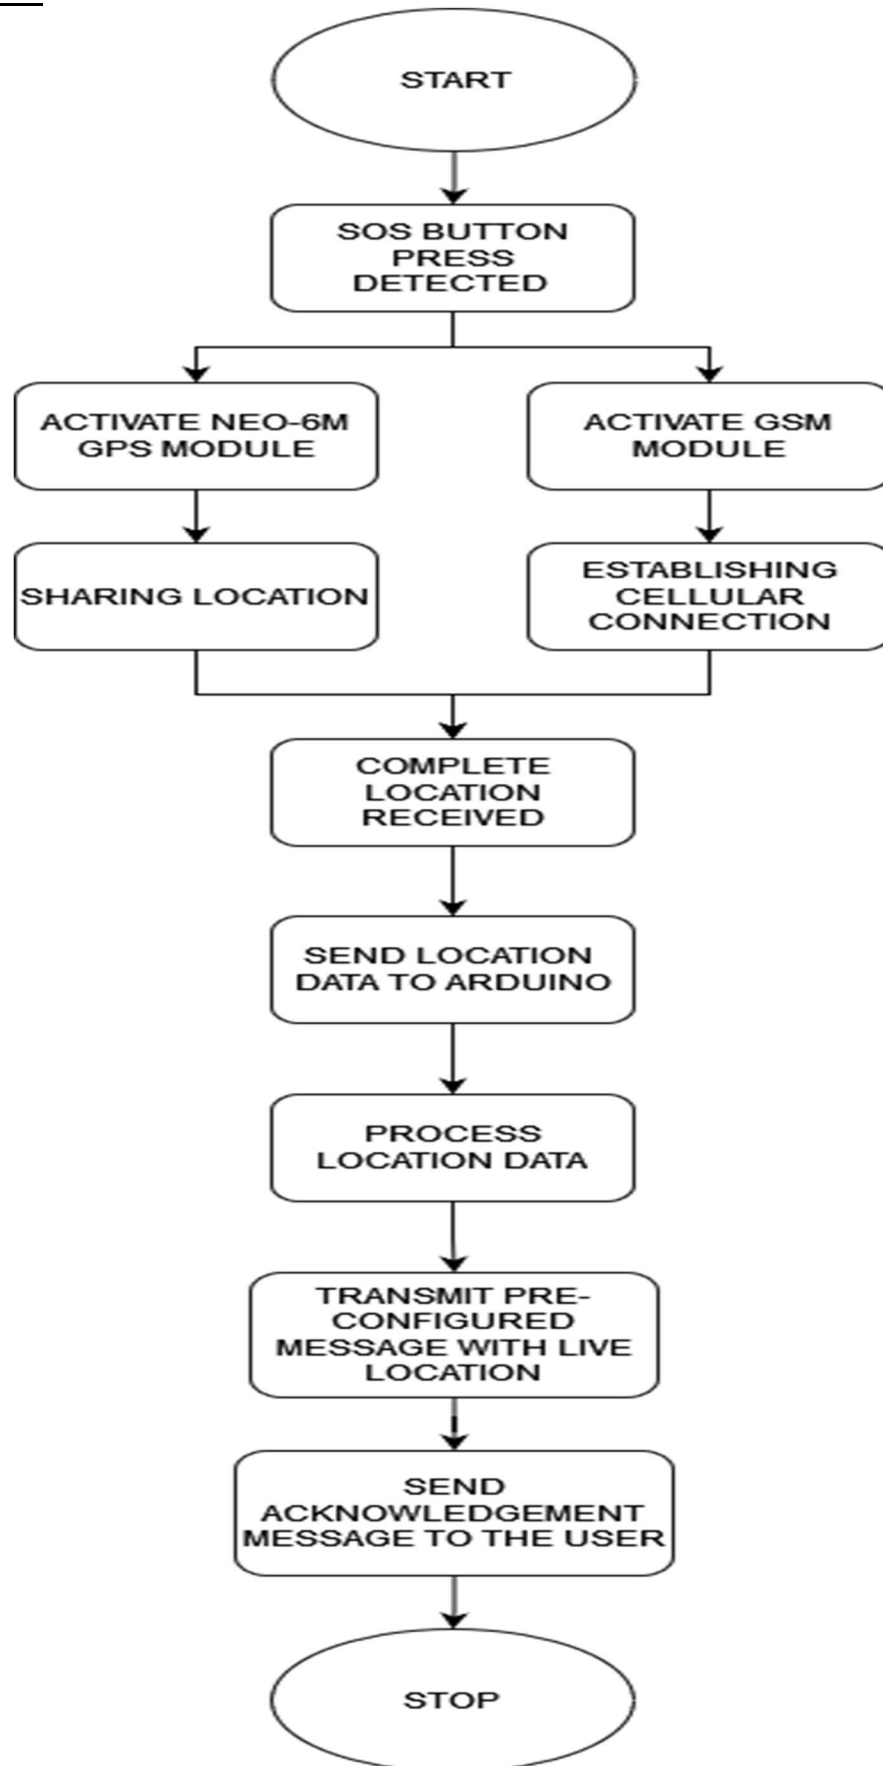 START
SOS BUTTON
PRESS
DETECTED
ACTIVATE NEO-6M
GPS MODULE
ACTIVATE GSM
MODULE
SHARING LOCATION
ESTABLISHING
CELLULAR
CONNECTION
COMPLETE
LOCATION
RECEIVED
SEND LOCATION
DATA TO ARDUINO
PROCESS
LOCATION DATA
TRANSMIT PRE-
CONFIGURED
MESSAGE WITH LIVE
LOCATION
SEND
ACKNOWLEDGEMENT
MESSAGE TO THE USER
STOP